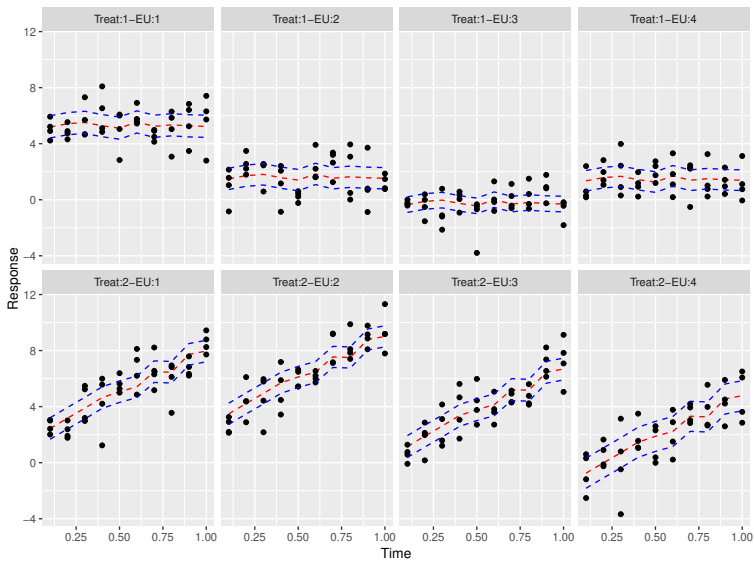 Treat:1−EU:1 Treat:1−EU:2 Treat:1−EU:3 Treat:1−EU:4
12
8
4
0
−4
Response
Treat:2−EU:1 Treat:2−EU:2 Treat:2−EU:3 Treat:2−EU:4
12
8
4
0
−4
0.25 0.50 0.75 1.00 0.25 0.50 0.75 1.00 0.25 0.50 0.75 1.00 0.25 0.50 0.75 1.00
Time